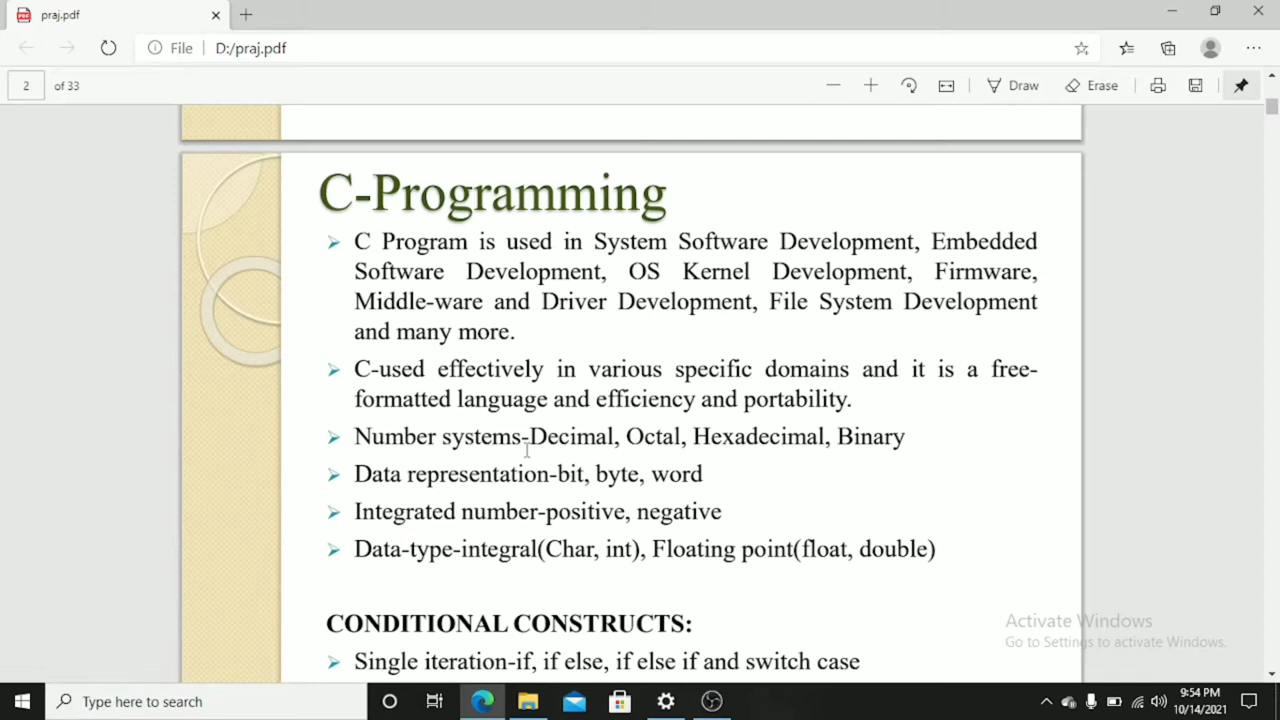 praj.pdf
File D:/praj.pdf
2 of 33 Draw Erase
C-Programming
C Program is used in System Software Development, Embedded
Software Development, OS Kernel Development, Firmware,
Middle-ware and Driver Development, File System Development
and many more.
C-used effectively in various specific domains and it is a free-
formatted language and efficiency and portability.
Number systems-Decimal, Octal, Hexadecimal, Binary
Data representation-bit, byte, word
Integrated number-positive, negative
Data-type-integral(Char, int), Floating point(float, double)
CONDITIONAL CONSTRUCTS:
Single iteration-if, if else, if else if and switch case
Activate Windows
Go to Settings to activate Windows.
Type here to search
9:54 PM
10/14/2021